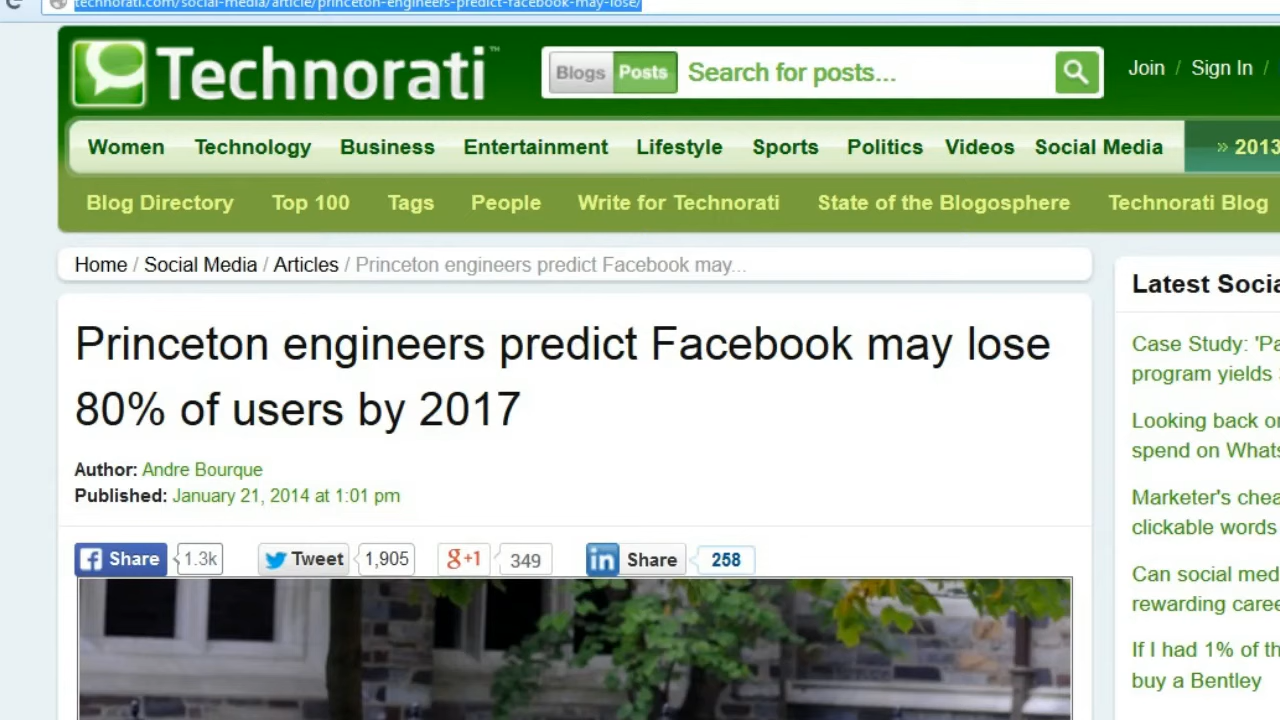 technorati.com/social-media/article/princeton-engineers-predict-facebook-may-lose/
Technorati™
Blogs Posts Search for posts...
Join / Sign In /
Women Technology Business Entertainment Lifestyle Sports Politics Videos Social Media » 2013
Blog Directory Top 100 Tags People Write for Technorati State of the Blogosphere Technorati Blog
Home / Social Media / Articles / Princeton engineers predict Facebook may...
Princeton engineers predict Facebook may lose
80% of users by 2017
Author: Andre Bourque
Published: January 21, 2014 at 1:01 pm
Share 1.3k Tweet 1,905 g+1 349 in Share 258
Latest Socia
Case Study: 'Pa
program yields
Looking back o
spend on Whats
Marketer's chea
clickable words
Can social med
rewarding caree
If I had 1% of th
buy a Bentley